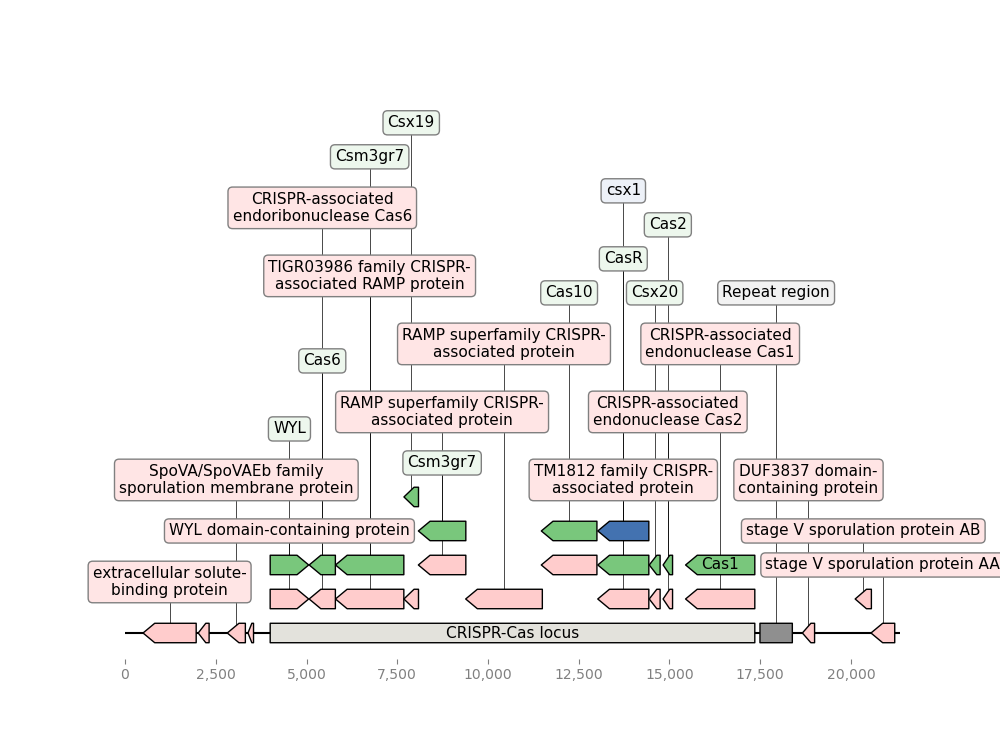 Csx19
Csm3gr7
csx1
CRISPR-associated
endoribonuclease Cas6
Cas2
CasR
TIGR03986 family CRISPR-
associated RAMP protein
Cas10
Csx20
Repeat region
RAMP superfamily CRISPR-
associated protein
CRISPR-associated
endonuclease Cas1
Cas6
RAMP superfamily CRISPR-
associated protein
CRISPR-associated
endonuclease Cas2
WYL
Csm3gr7
SpoVA/SpoVAEb family
sporulation membrane protein
TM1812 family CRISPR-
associated protein
DUF3837 domain-
containing protein
WYL domain-containing protein
stage V sporulation protein AB
Cas1
stage V sporulation protein AA
extracellular solute-
binding protein
CRISPR-Cas locus
0 2,500 5,000 7,500 10,000 12,500 15,000 17,500 20,000